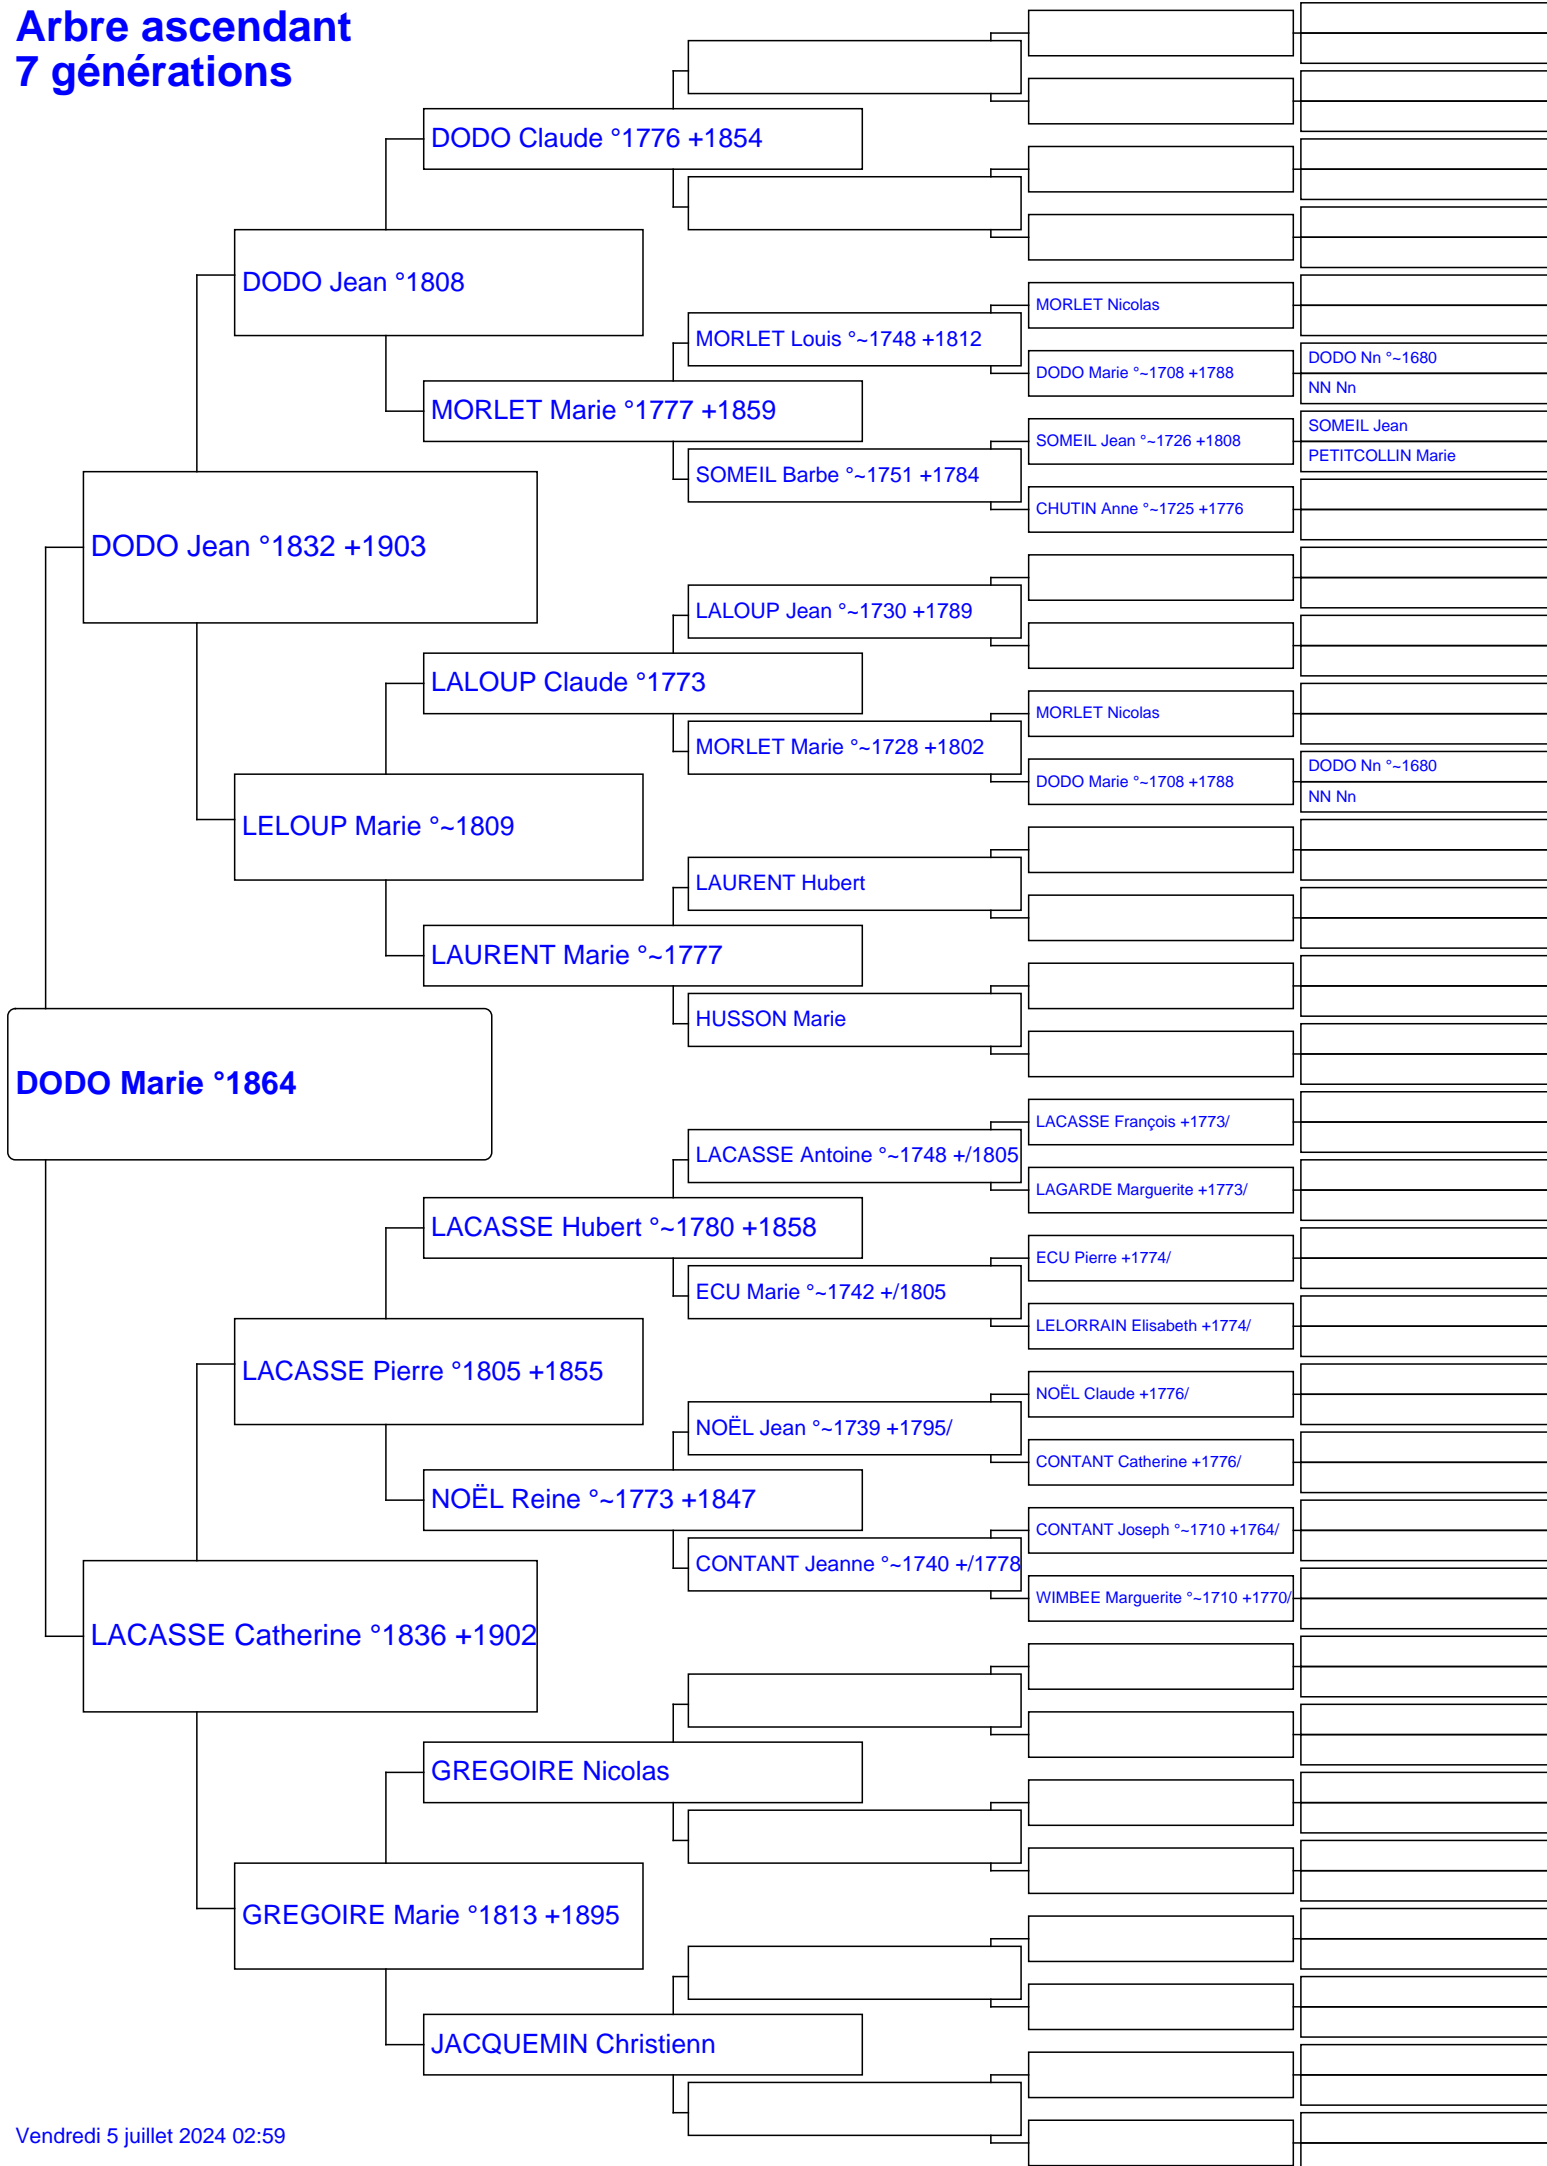 Arbre ascendant
7 générations
DODO Claude °1776 +1854
DODO Jean °1808
MORLET Nicolas
MORLET Louis °~1748 +1812
DODO Nn °~1680
DODO Marie °~1708 +1788
NN Nn
MORLET Marie °1777 +1859
SOMEIL Jean
SOMEIL Jean °~1726 +1808
PETITCOLLIN Marie
SOMEIL Barbe °~1751 +1784
CHUTIN Anne °~1725 +1776
DODO Jean °1832 +1903
LALOUP Jean °~1730 +1789
LALOUP Claude °1773
MORLET Nicolas
MORLET Marie °~1728 +1802
DODO Nn °~1680
DODO Marie °~1708 +1788
NN Nn
LELOUP Marie °~1809
LAURENT Hubert
LAURENT Marie °~1777
HUSSON Marie
DODO Marie °1864
LACASSE François +1773/
LACASSE Antoine °~1748 +/1805
LAGARDE Marguerite +1773/
LACASSE Hubert °~1780 +1858
ECU Pierre +1774/
ECU Marie °~1742 +/1805
LELORRAIN Elisabeth +1774/
LACASSE Pierre °1805 +1855
NOËL Claude +1776/
NOËL Jean °~1739 +1795/
CONTANT Catherine +1776/
NOËL Reine °~1773 +1847
CONTANT Joseph °~1710 +1764/
CONTANT Jeanne °~1740 +/1778
WIMBEE Marguerite °~1710 +1770/
LACASSE Catherine °1836 +1902
GREGOIRE Nicolas
GREGOIRE Marie °1813 +1895
JACQUEMIN Christienn
Vendredi 5 juillet 2024 02:59